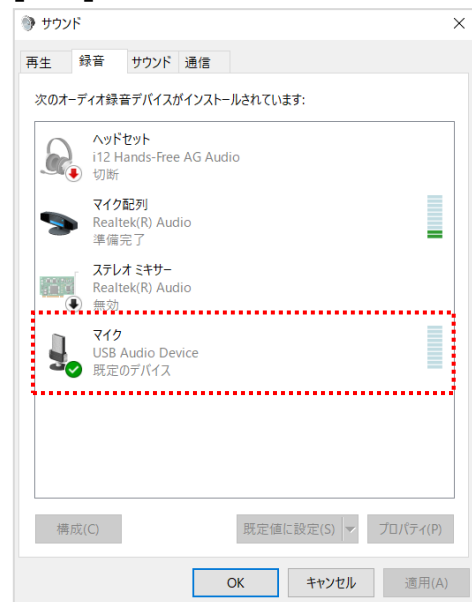 サウンド
再生 録音 サウンド 通信
次のオーディオ録音デバイスがインストールされています:
ヘッドセット
i12 Hands-Free AG Audio
切断
マイク配列
Realtek(R) Audio
準備完了
ステレオ ミキサー
Realtek(R) Audio
無効
マイク
USB Audio Device
既定のデバイス
構成(C) 既定値に設定(S) プロパティ(P)
OK キャンセル 適用(A)